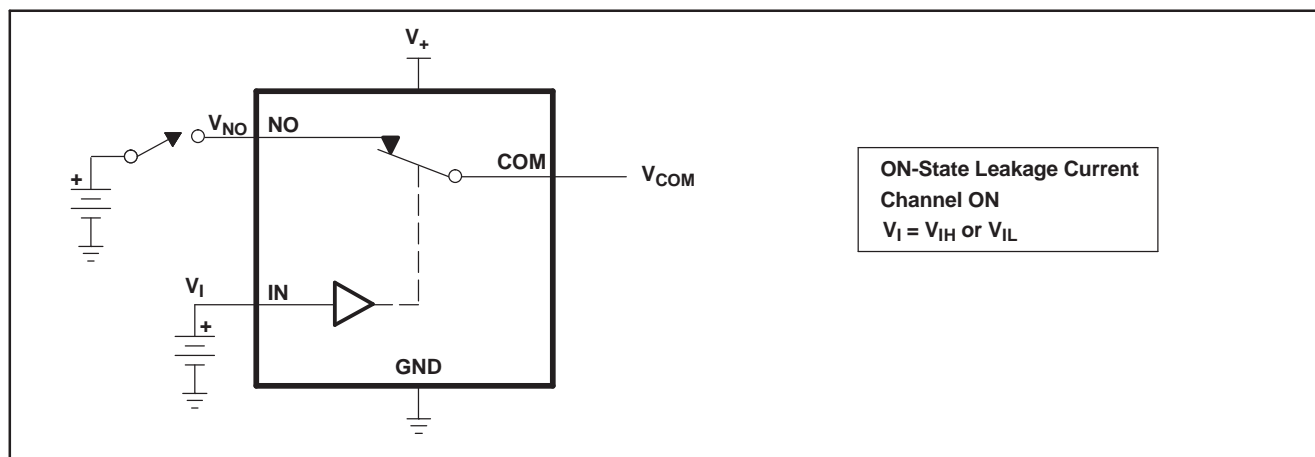 V+
VNO NO
COM
VCOM
+
VI IN
+
GND
ON-State Leakage Current
Channel ON
VI = VIH or VIL